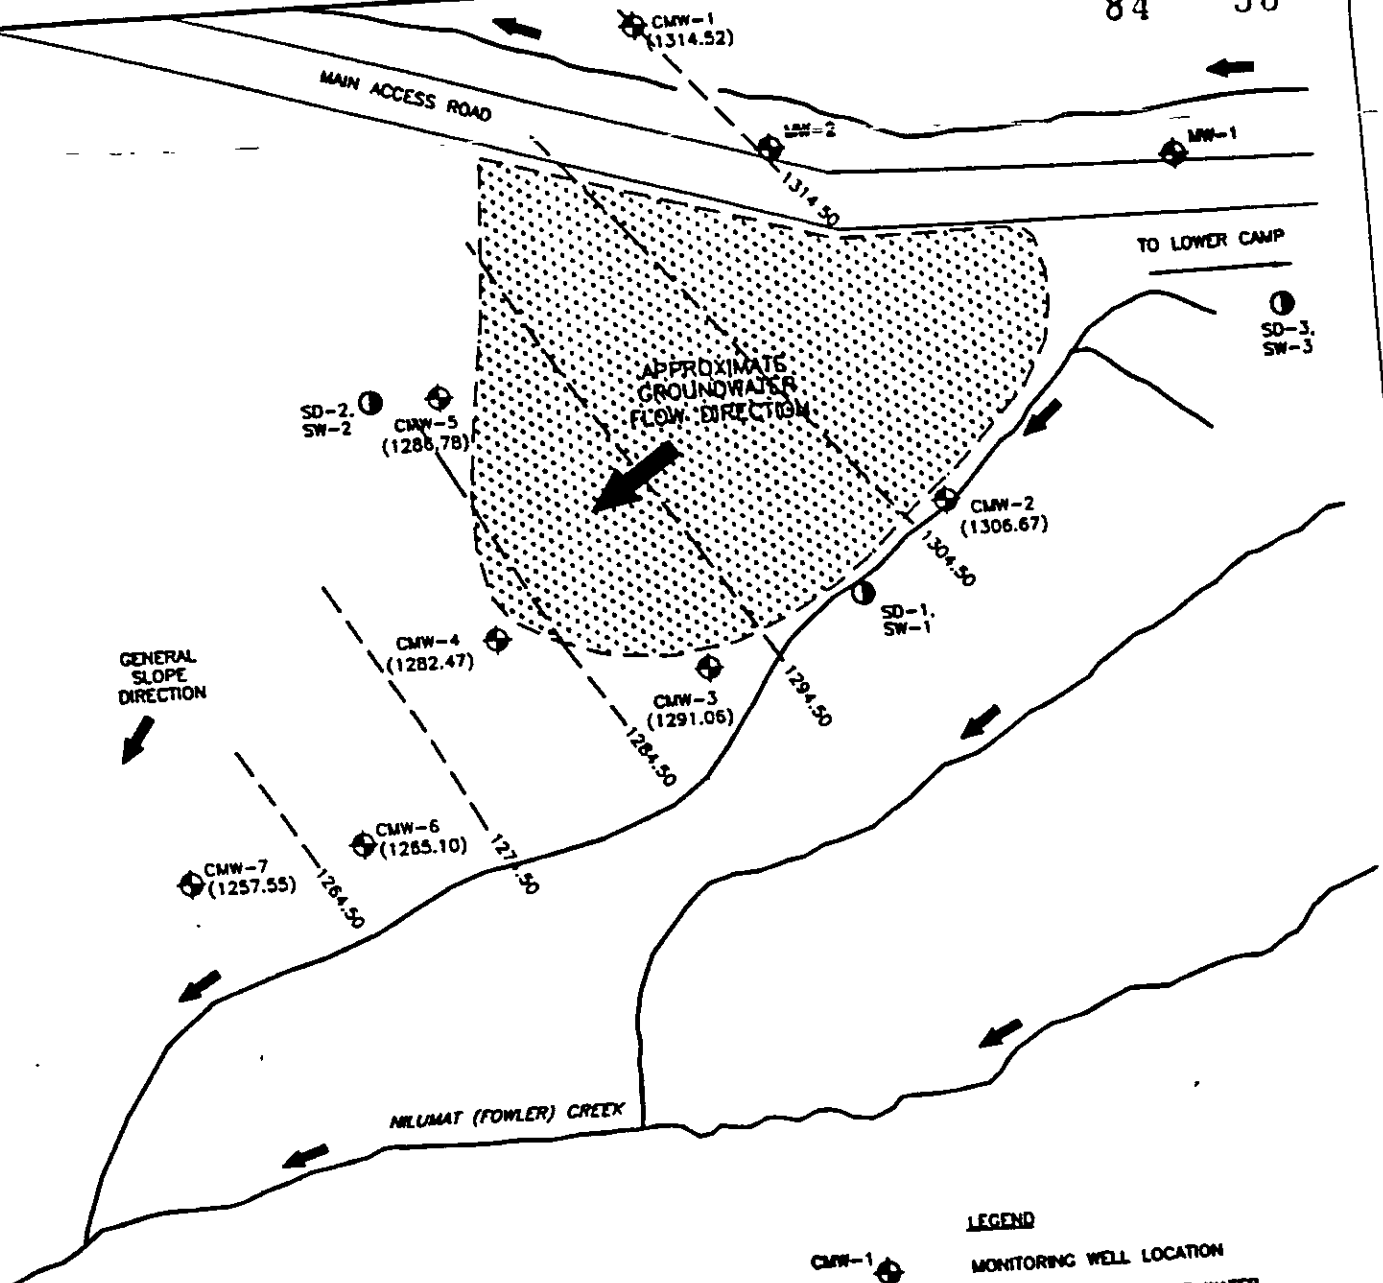 84
CMW-1
(1314.52)
MAIN ACCESS ROAD
MW-2
MW-1
1314.50
TO LOWER CAMP
SD-3,
SW-3
APPROXIMATE
GROUNDWATER
FLOW DIRECTION
SD-2,
SW-2
CMW-5
(1286.78)
CMW-2
(1306.67)
1304.50
SD-1,
SW-1
CMW-4
(1282.47)
GENERAL
SLOPE
DIRECTION
CMW-3
(1291.06)
1294.50
1284.50
CMW-6
(1265.10)
CMW-7
(1257.55)
1264.50
NILUMAT (FOWLER) CREEK
LEGEND
CMW-1
MONITORING WELL LOCATION